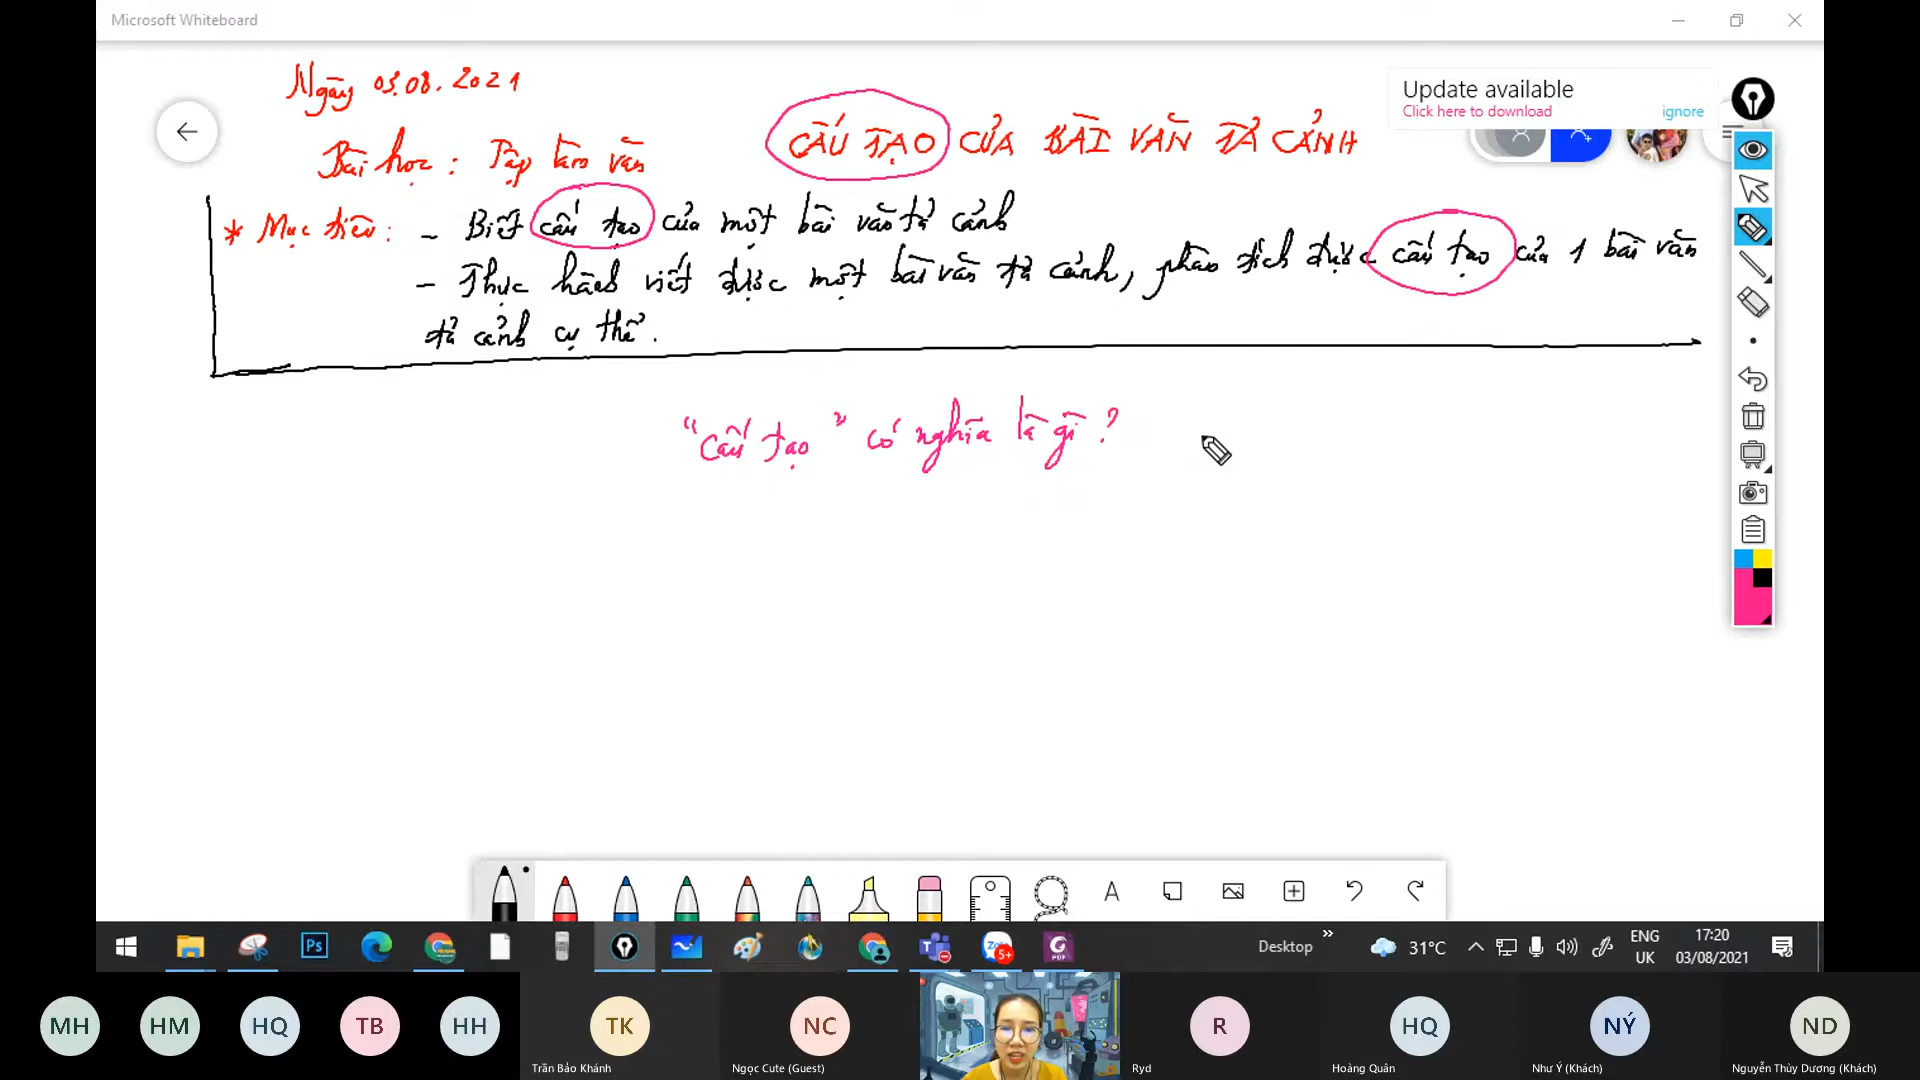 Microsoft Whiteboard
Ngày 03.08.2021
Update available
Click here to download
ignore
Bài học: Tập làm văn
CẤU TẠO CỦA BÀI VĂN TẢ CẢNH
* Mục tiêu: - Biết cấu tạo của một bài văn tả cảnh
- Thực hành viết được một bài văn tả cảnh, phân tích được cấu tạo của 1 bài văn
tả cảnh cụ thể.
"Cấu tạo" có nghĩa là gì?
A
Ps
Zalo
5+
PDF
Desktop
31°C
ENG
UK
17:20
03/08/2021
MH
HM
HQ
TB
HH
TK
Trần Bảo Khánh
NC
Ngọc Cute (Guest)
R
Ryd
HQ
Hoàng Quân
NÝ
Như Ý (Khách)
ND
Nguyễn Thùy Dương (Khách)